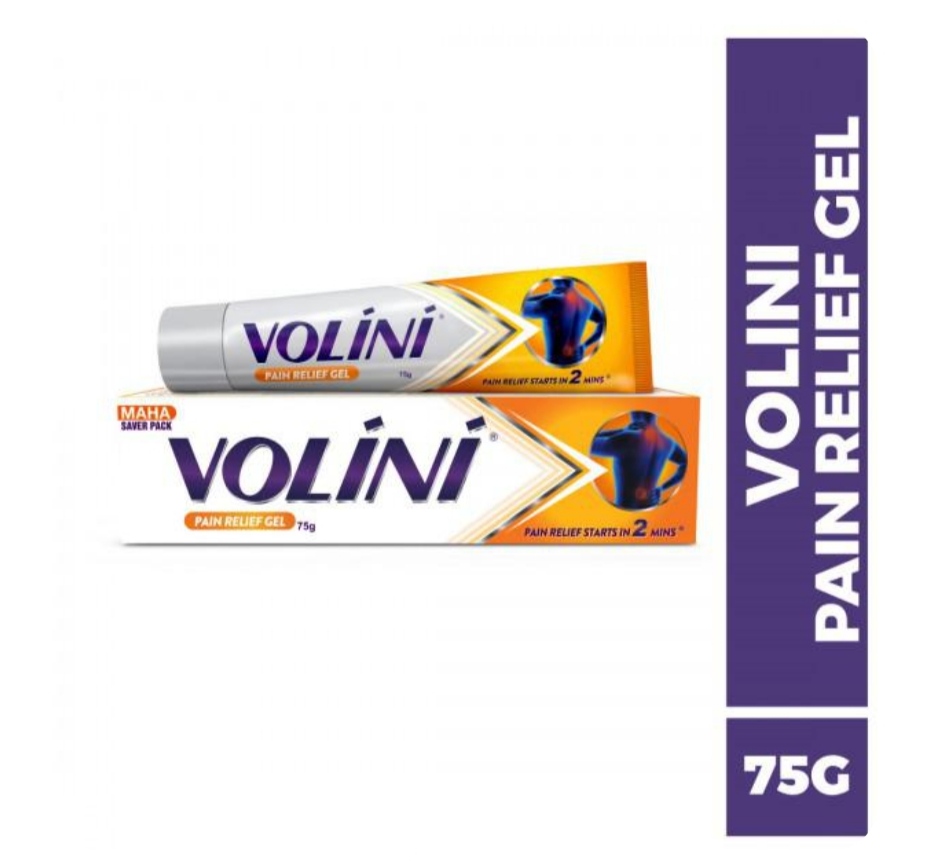 VOLINI
PAIN RELIEF GEL
PAIN RELIEF STARTS IN 2 MINS*
MAHA
SAVER PACK
VOLINI®
PAIN RELIEF GEL 75g
PAIN RELIEF STARTS IN 2 MINS*
VOLINI
PAIN RELIEF GEL
75G